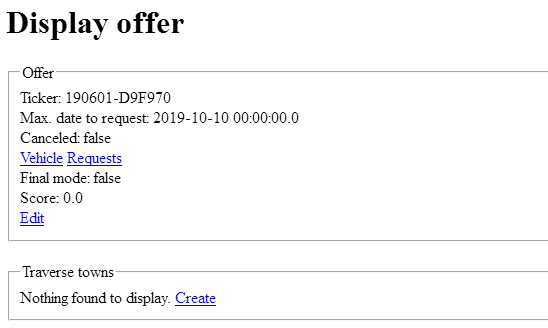 Display offer
Offer
Ticker: 190601-D9F970
Max. date to request: 2019-10-10 00:00:00.0
Canceled: false
Vehicle Requests
Final mode: false
Score: 0.0
Edit
Traverse towns
Nothing found to display. Create